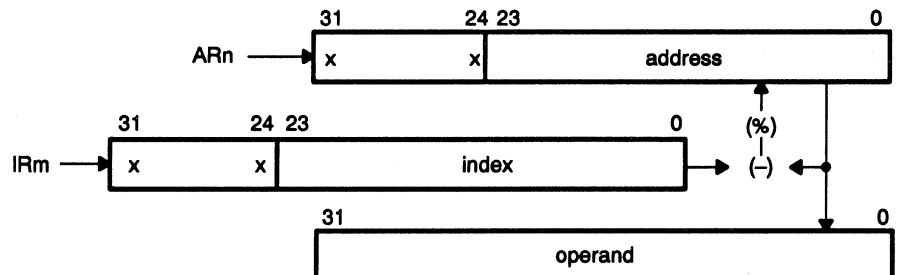 31 24 23 0
ARn x x address
31 24 23 0 (%)
IRm x x index (–)
31 0
operand